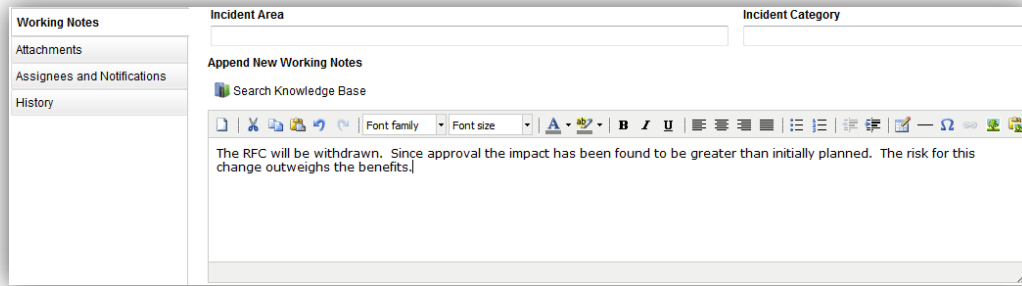 Working Notes
Attachments
Assignees and Notifications
History
Incident Area
Incident Category
Append New Working Notes
Search Knowledge Base
Font family
Font size
A
ab
B I U
Ω
The RFC will be withdrawn.  Since approval the impact has been found to be greater than initially planned.  The risk for this
change outweighs the benefits.